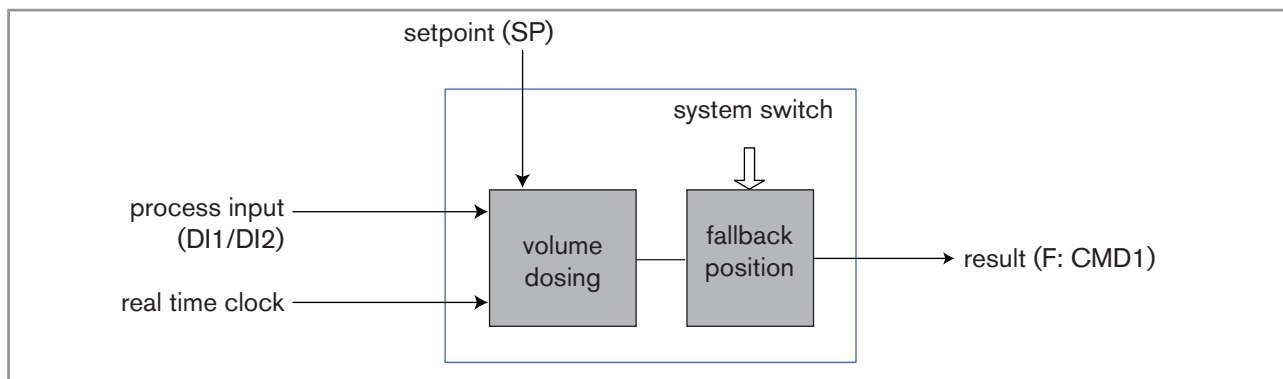 setpoint (SP)
system switch
process input
(DI1/DI2)
volume
dosing
fallback
position
result (F: CMD1)
real time clock